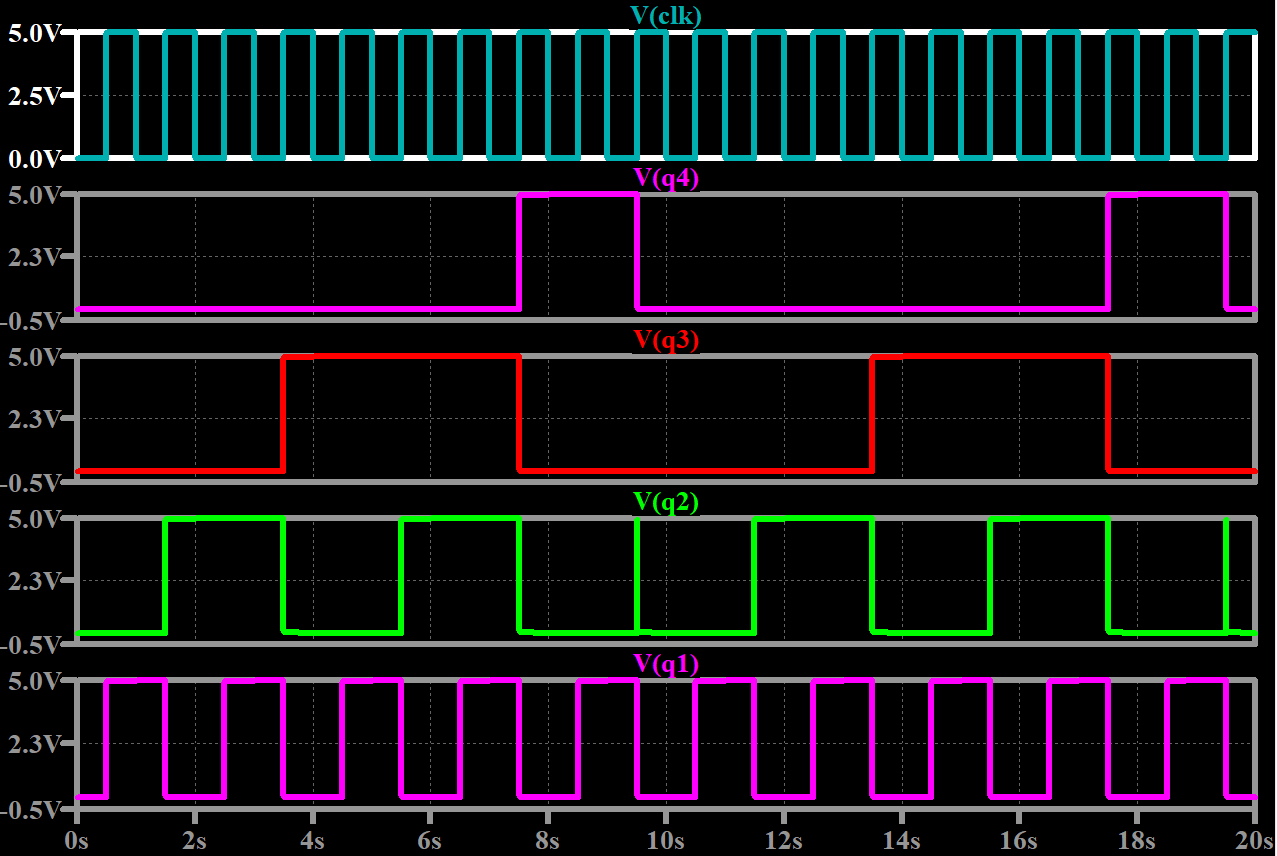 V(clk)
5.0V
2.5V
0.0V
V(q4)
5.0V
2.3V
-0.5V
V(q3)
5.0V
2.3V
-0.5V
V(q2)
5.0V
2.3V
-0.5V
V(q1)
5.0V
2.3V
-0.5V
0s 2s 4s 6s 8s 10s 12s 14s 16s 18s 20s